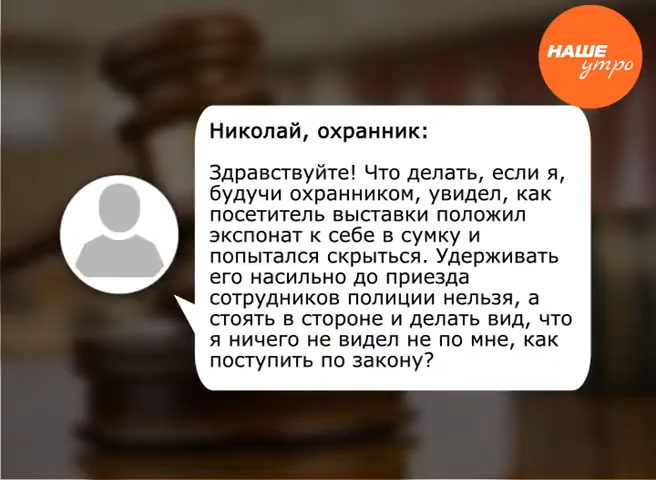 НАШЕ
утро
Николай, охранник:
Здравствуйте! Что делать, если я,
будучи охранником, увидел, как
посетитель выставки положил
экспонат к себе в сумку и
попытался скрыться. Удерживать
его насильно до приезда
сотрудников полиции нельзя, а
стоять в стороне и делать вид, что
я ничего не видел не по мне, как
поступить по закону?